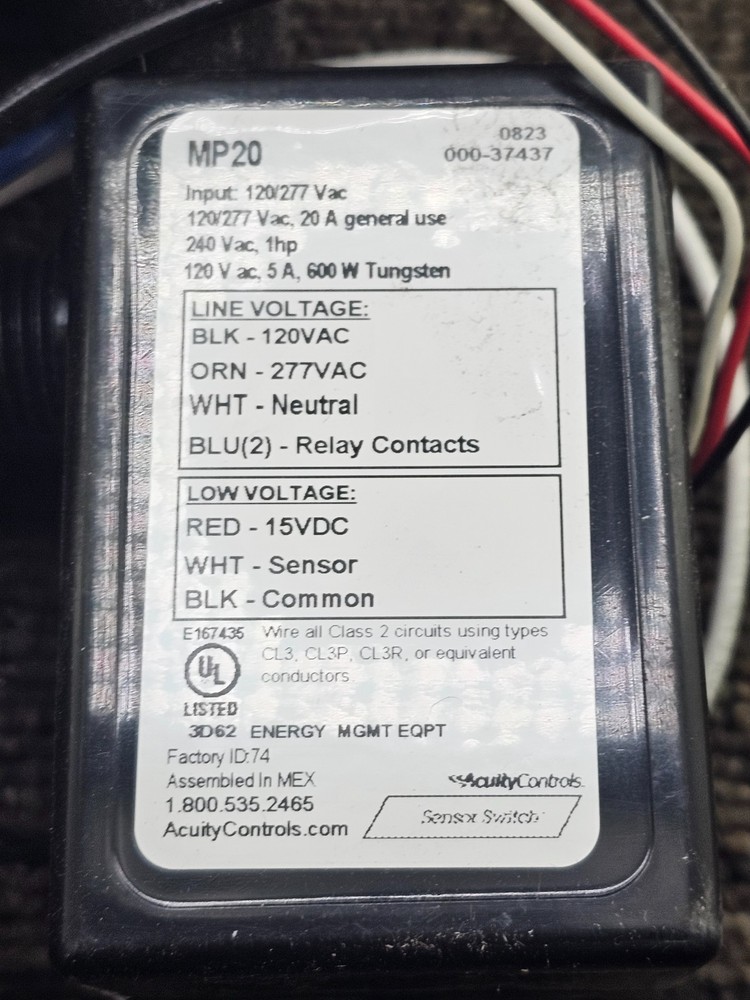 MP20
0823
000-37437
Input: 120/277 Vac
120/277 Vac, 20 A general use
240 Vac, 1hp
120 V ac, 5 A, 600 W Tungsten
LINE VOLTAGE:
BLK - 120VAC
ORN - 277VAC
WHT - Neutral
BLU(2) - Relay Contacts
LOW VOLTAGE:
RED - 15VDC
WHT - Sensor
BLK - Common
E167435
UL
LISTED
Wire all Class 2 circuits using types
CL3, CL3P, CL3R, or equivalent
conductors.
3D62 ENERGY MGMT EQPT
Factory ID:74
Assembled In MEX
1.800.535.2465
AcuityControls.com
AcuityControls.
Sensor Switch